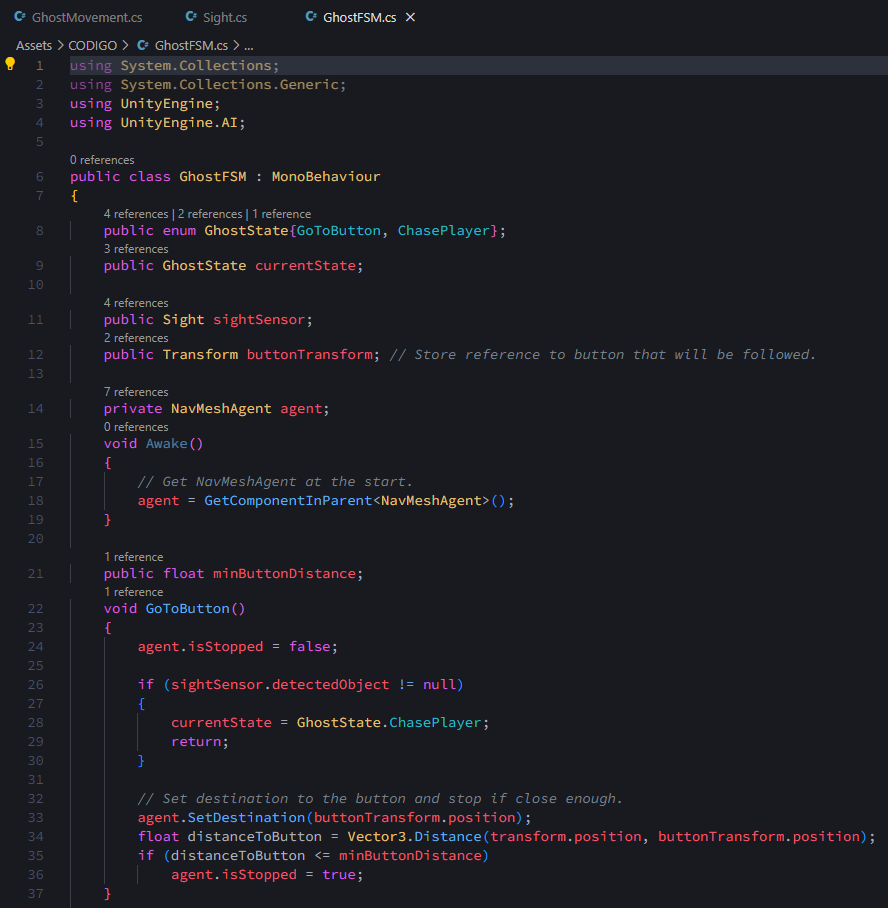 GhostMovement.cs Sight.cs GhostFSM.cs
Assets > CODIGO > GhostFSM.cs > ...
1 using System.Collections;
2 using System.Collections.Generic;
3 using UnityEngine;
4 using UnityEngine.AI;
5
0 references
6 public class GhostFSM : MonoBehaviour
7 {
4 references | 2 references | 1 reference
8 public enum GhostState{GoToButton, ChasePlayer};
3 references
9 public GhostState currentState;
10
4 references
11 public Sight sightSensor;
2 references
12 public Transform buttonTransform; // Store reference to button that will be followed.
13
7 references
14 private NavMeshAgent agent;
0 references
15 void Awake()
16 {
17 // Get NavMeshAgent at the start.
18 agent = GetComponentInParent<NavMeshAgent>();
19 }
20
1 reference
21 public float minButtonDistance;
1 reference
22 void GoToButton()
23 {
24 agent.isStopped = false;
25
26 if (sightSensor.detectedObject != null)
27 {
28 currentState = GhostState.ChasePlayer;
29 return;
30 }
31
32 // Set destination to the button and stop if close enough.
33 agent.SetDestination(buttonTransform.position);
34 float distanceToButton = Vector3.Distance(transform.position, buttonTransform.position);
35 if (distanceToButton <= minButtonDistance)
36 agent.isStopped = true;
37 }